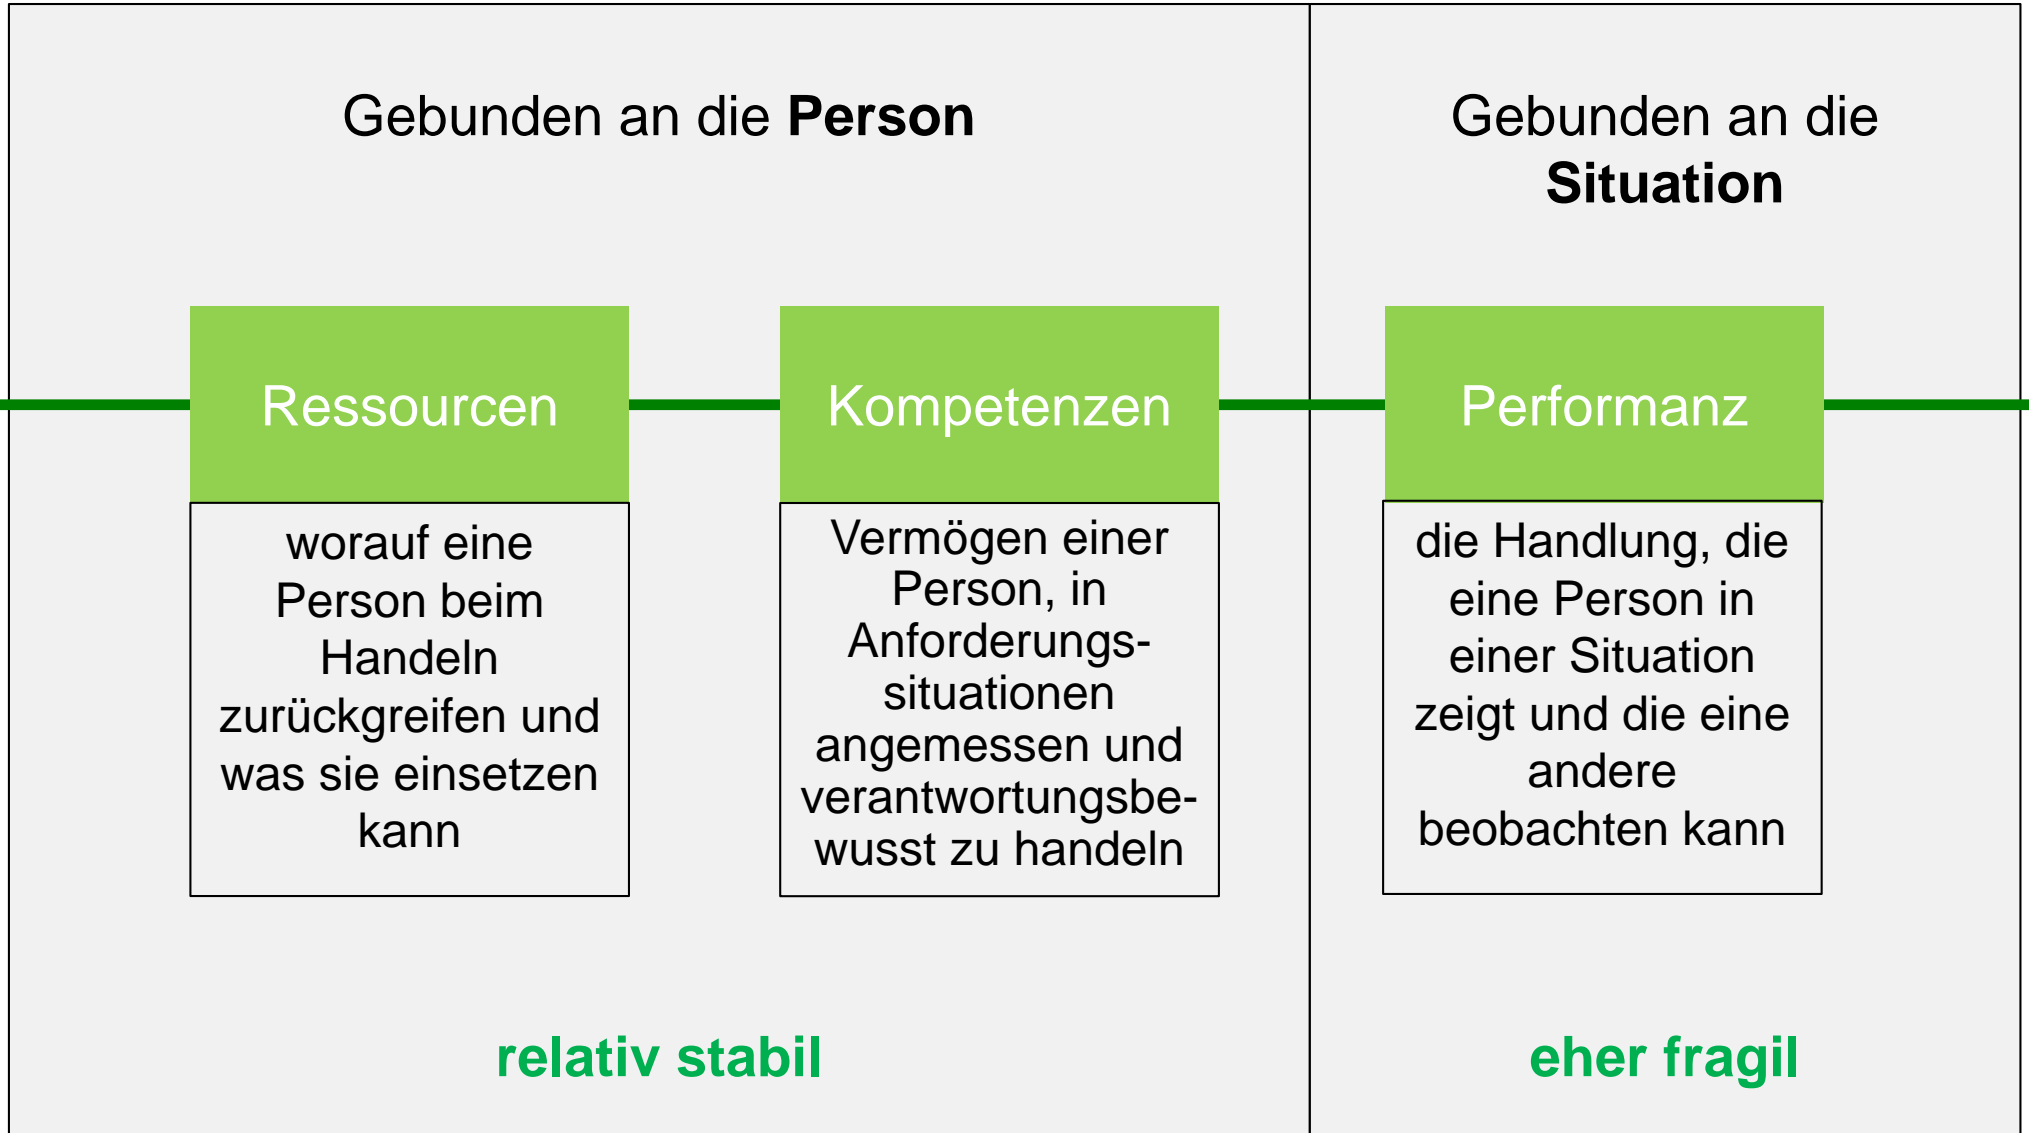 Gebunden an die Person
Gebunden an die
Situation
Ressourcen
worauf eine
Person beim
Handeln
zurückgreifen und
was sie einsetzen
kann
Kompetenzen
Vermögen einer
Person, in
Anforderungs-
situationen
angemessen und
verantwortungsbe-
wusst zu handeln
Performanz
die Handlung, die
eine Person in
einer Situation
zeigt und die eine
andere
beobachten kann
relativ stabil
eher fragil